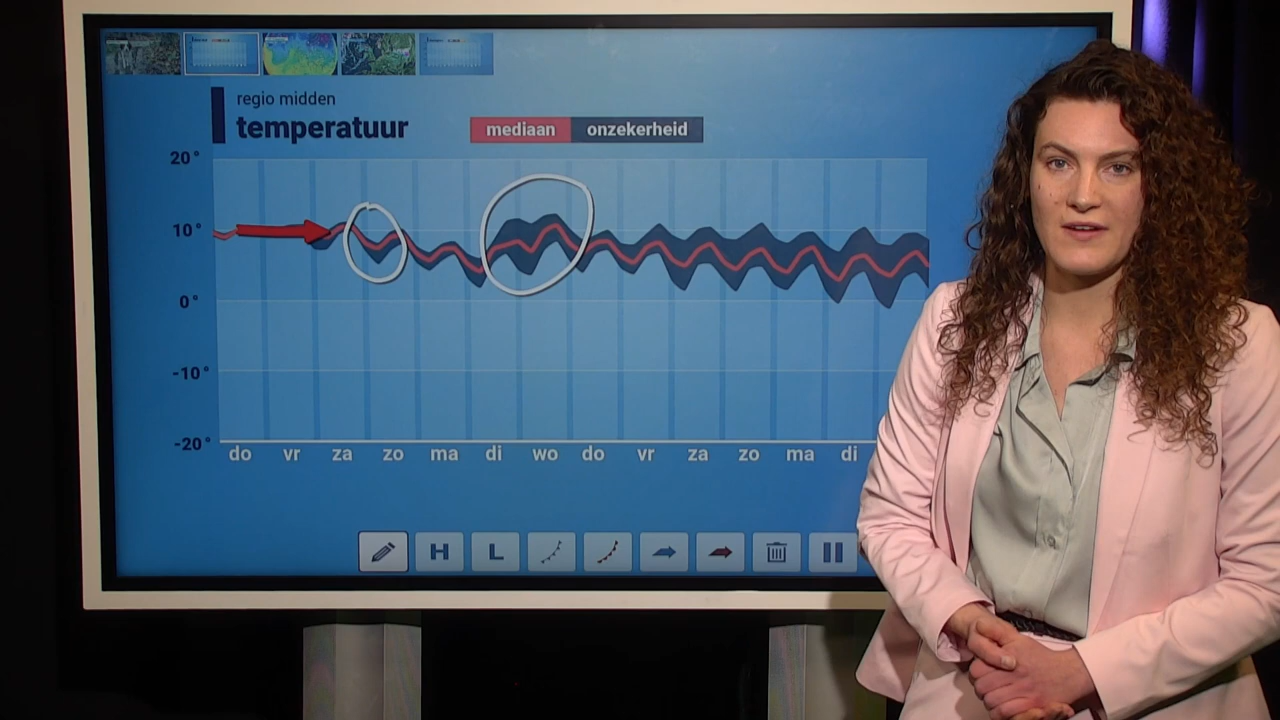 regio midden
temperatuur
mediaan onzekerheid
20°
10°
0°
-10°
-20°
do vr za zo ma di wo do vr za zo ma di
H L